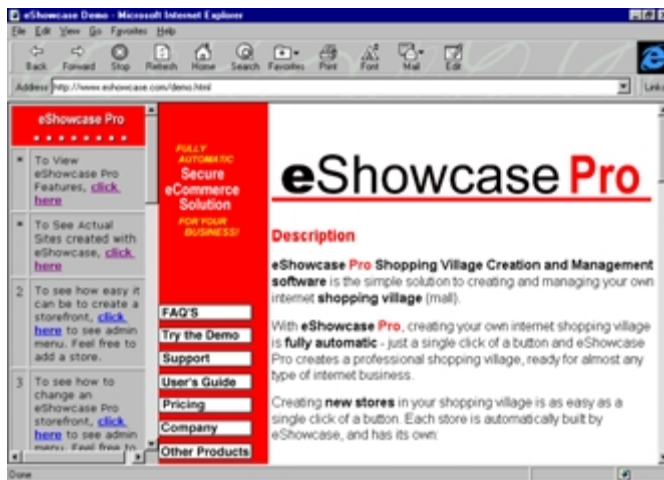 eShowcase Demo - Microsoft Internet Explorer
File Edit View Go Favorites Help
Back Forward Stop Refresh Home Search Favorites Print Font Mail Edit
Address http://www.eshowcase.com/demo.html Links
eShowcase Pro
To View
eShowcase Pro
Features, click
here
To See Actual
Sites created with
eShowcase, click
here
2 To see how easy it
can be to create a
storefront, click
here to see admin
menu. Feel free to
add a store.
3 To see how to
change an
eShowcase Pro
storefront, click
here to see admin
menu. Feel free to
FULLY
AUTOMATIC
Secure
eCommerce
Solution
FOR YOUR
BUSINESS!
FAQ'S
Try the Demo
Support
User's Guide
Pricing
Company
Other Products
eShowcase Pro
Description
eShowcase Pro Shopping Village Creation and Management
software is the simple solution to creating and managing your own
internet shopping village (mall).
With eShowcase Pro, creating your own internet shopping village
is fully automatic - just a single click of a button and eShowcase
Pro creates a professional shopping village, ready for almost any
type of internet business.
Creating new stores in your shopping village is as easy as a
single click of a button. Each store is automatically built by
eShowcase, and has its own:
Done